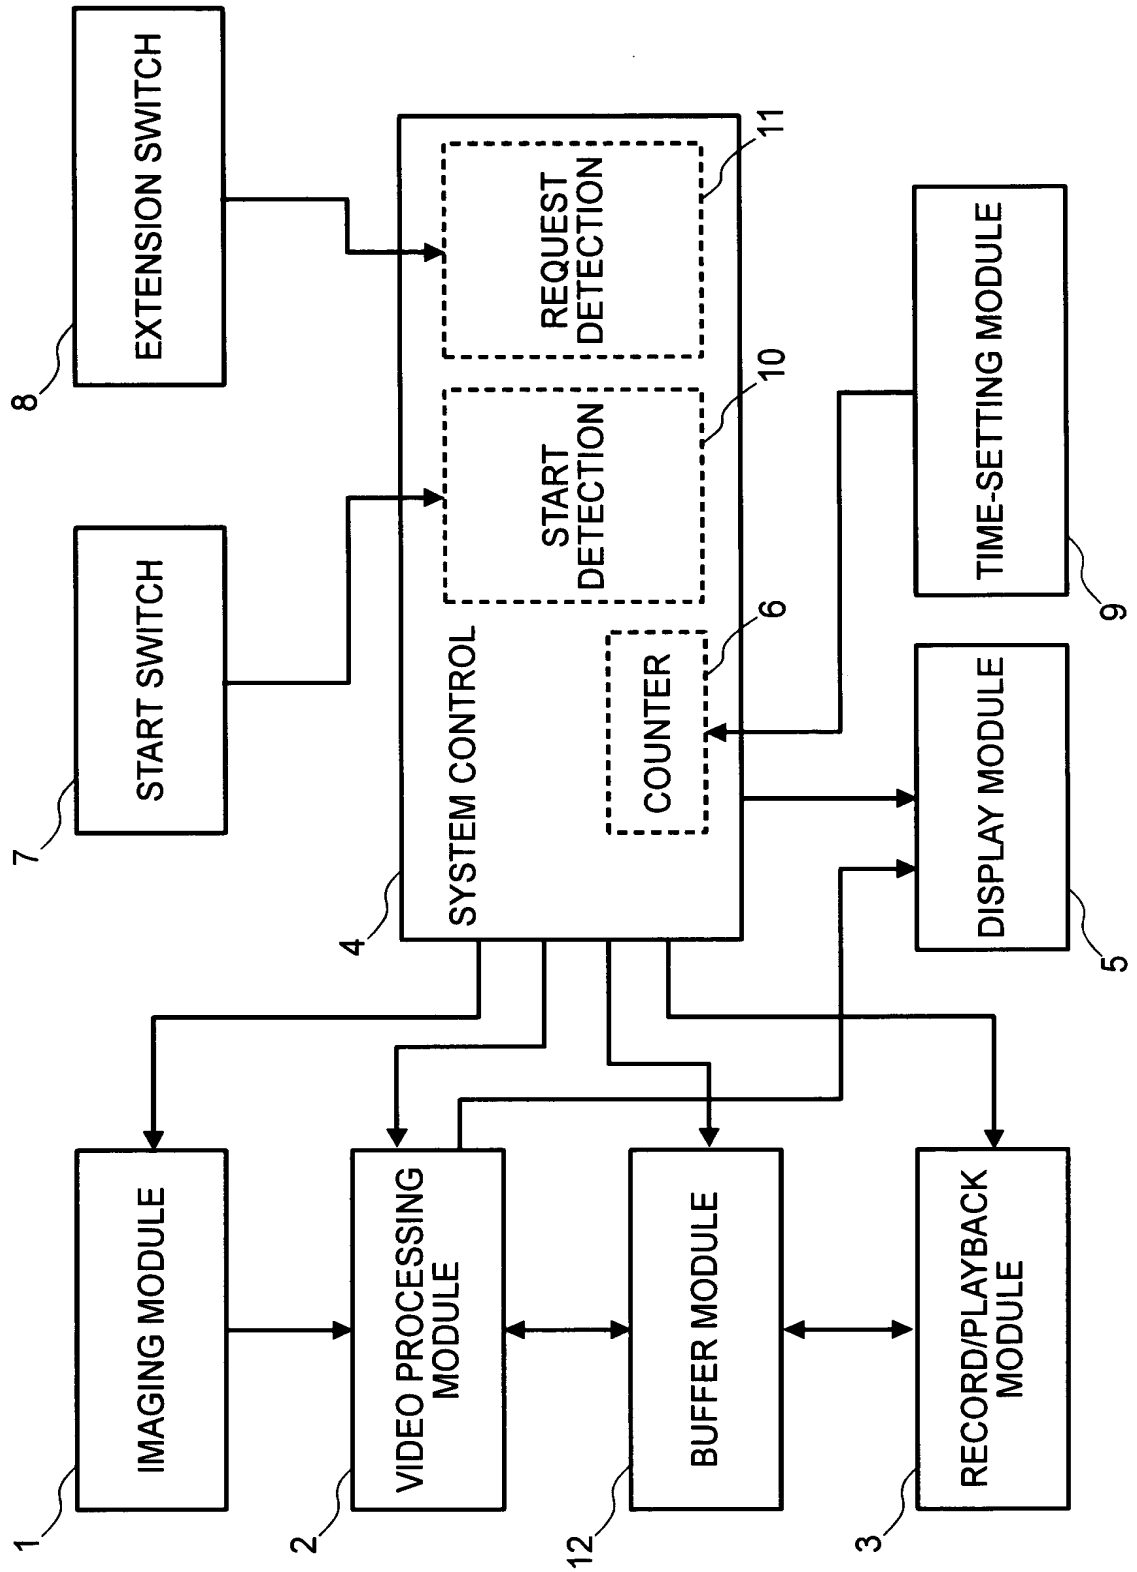 1
IMAGING MODULE
2
VIDEO PROCESSING
MODULE
12
BUFFER MODULE
3
RECORD/PLAYBACK
MODULE
4
SYSTEM CONTROL
COUNTER
6
START
DETECTION
10
REQUEST
DETECTION
11
7
START SWITCH
8
EXTENSION SWITCH
5
DISPLAY MODULE
9
TIME-SETTING MODULE